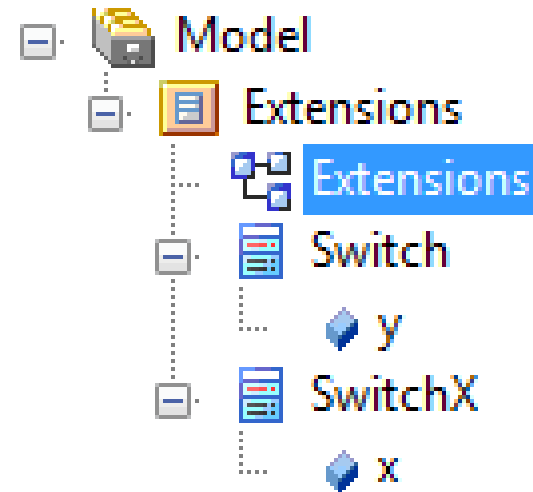 Model
Extensions
Extensions
Switch
y
SwitchX
x